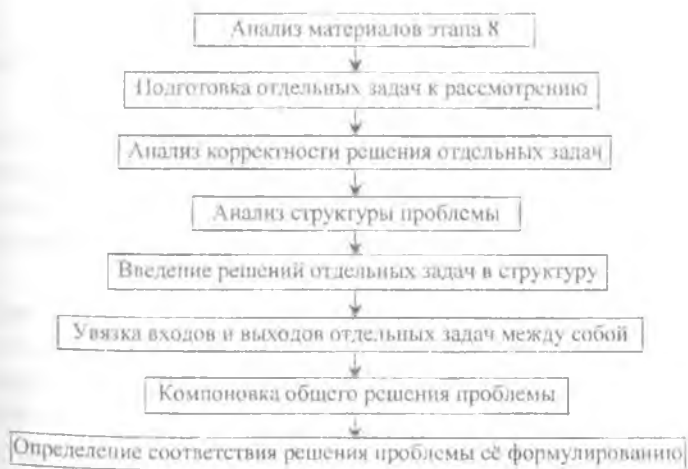 Анализ материалов этапа 8
Подготовка отдельных задач к рассмотрению
Анализ корректности решения отдельных задач
Анализ структуры проблемы
Введение решений отдельных задач в структуру
Увязка входов и выходов отдельных задач между собой
Компоновка общего решения проблемы
Определение соответствия решения проблемы её формулированию